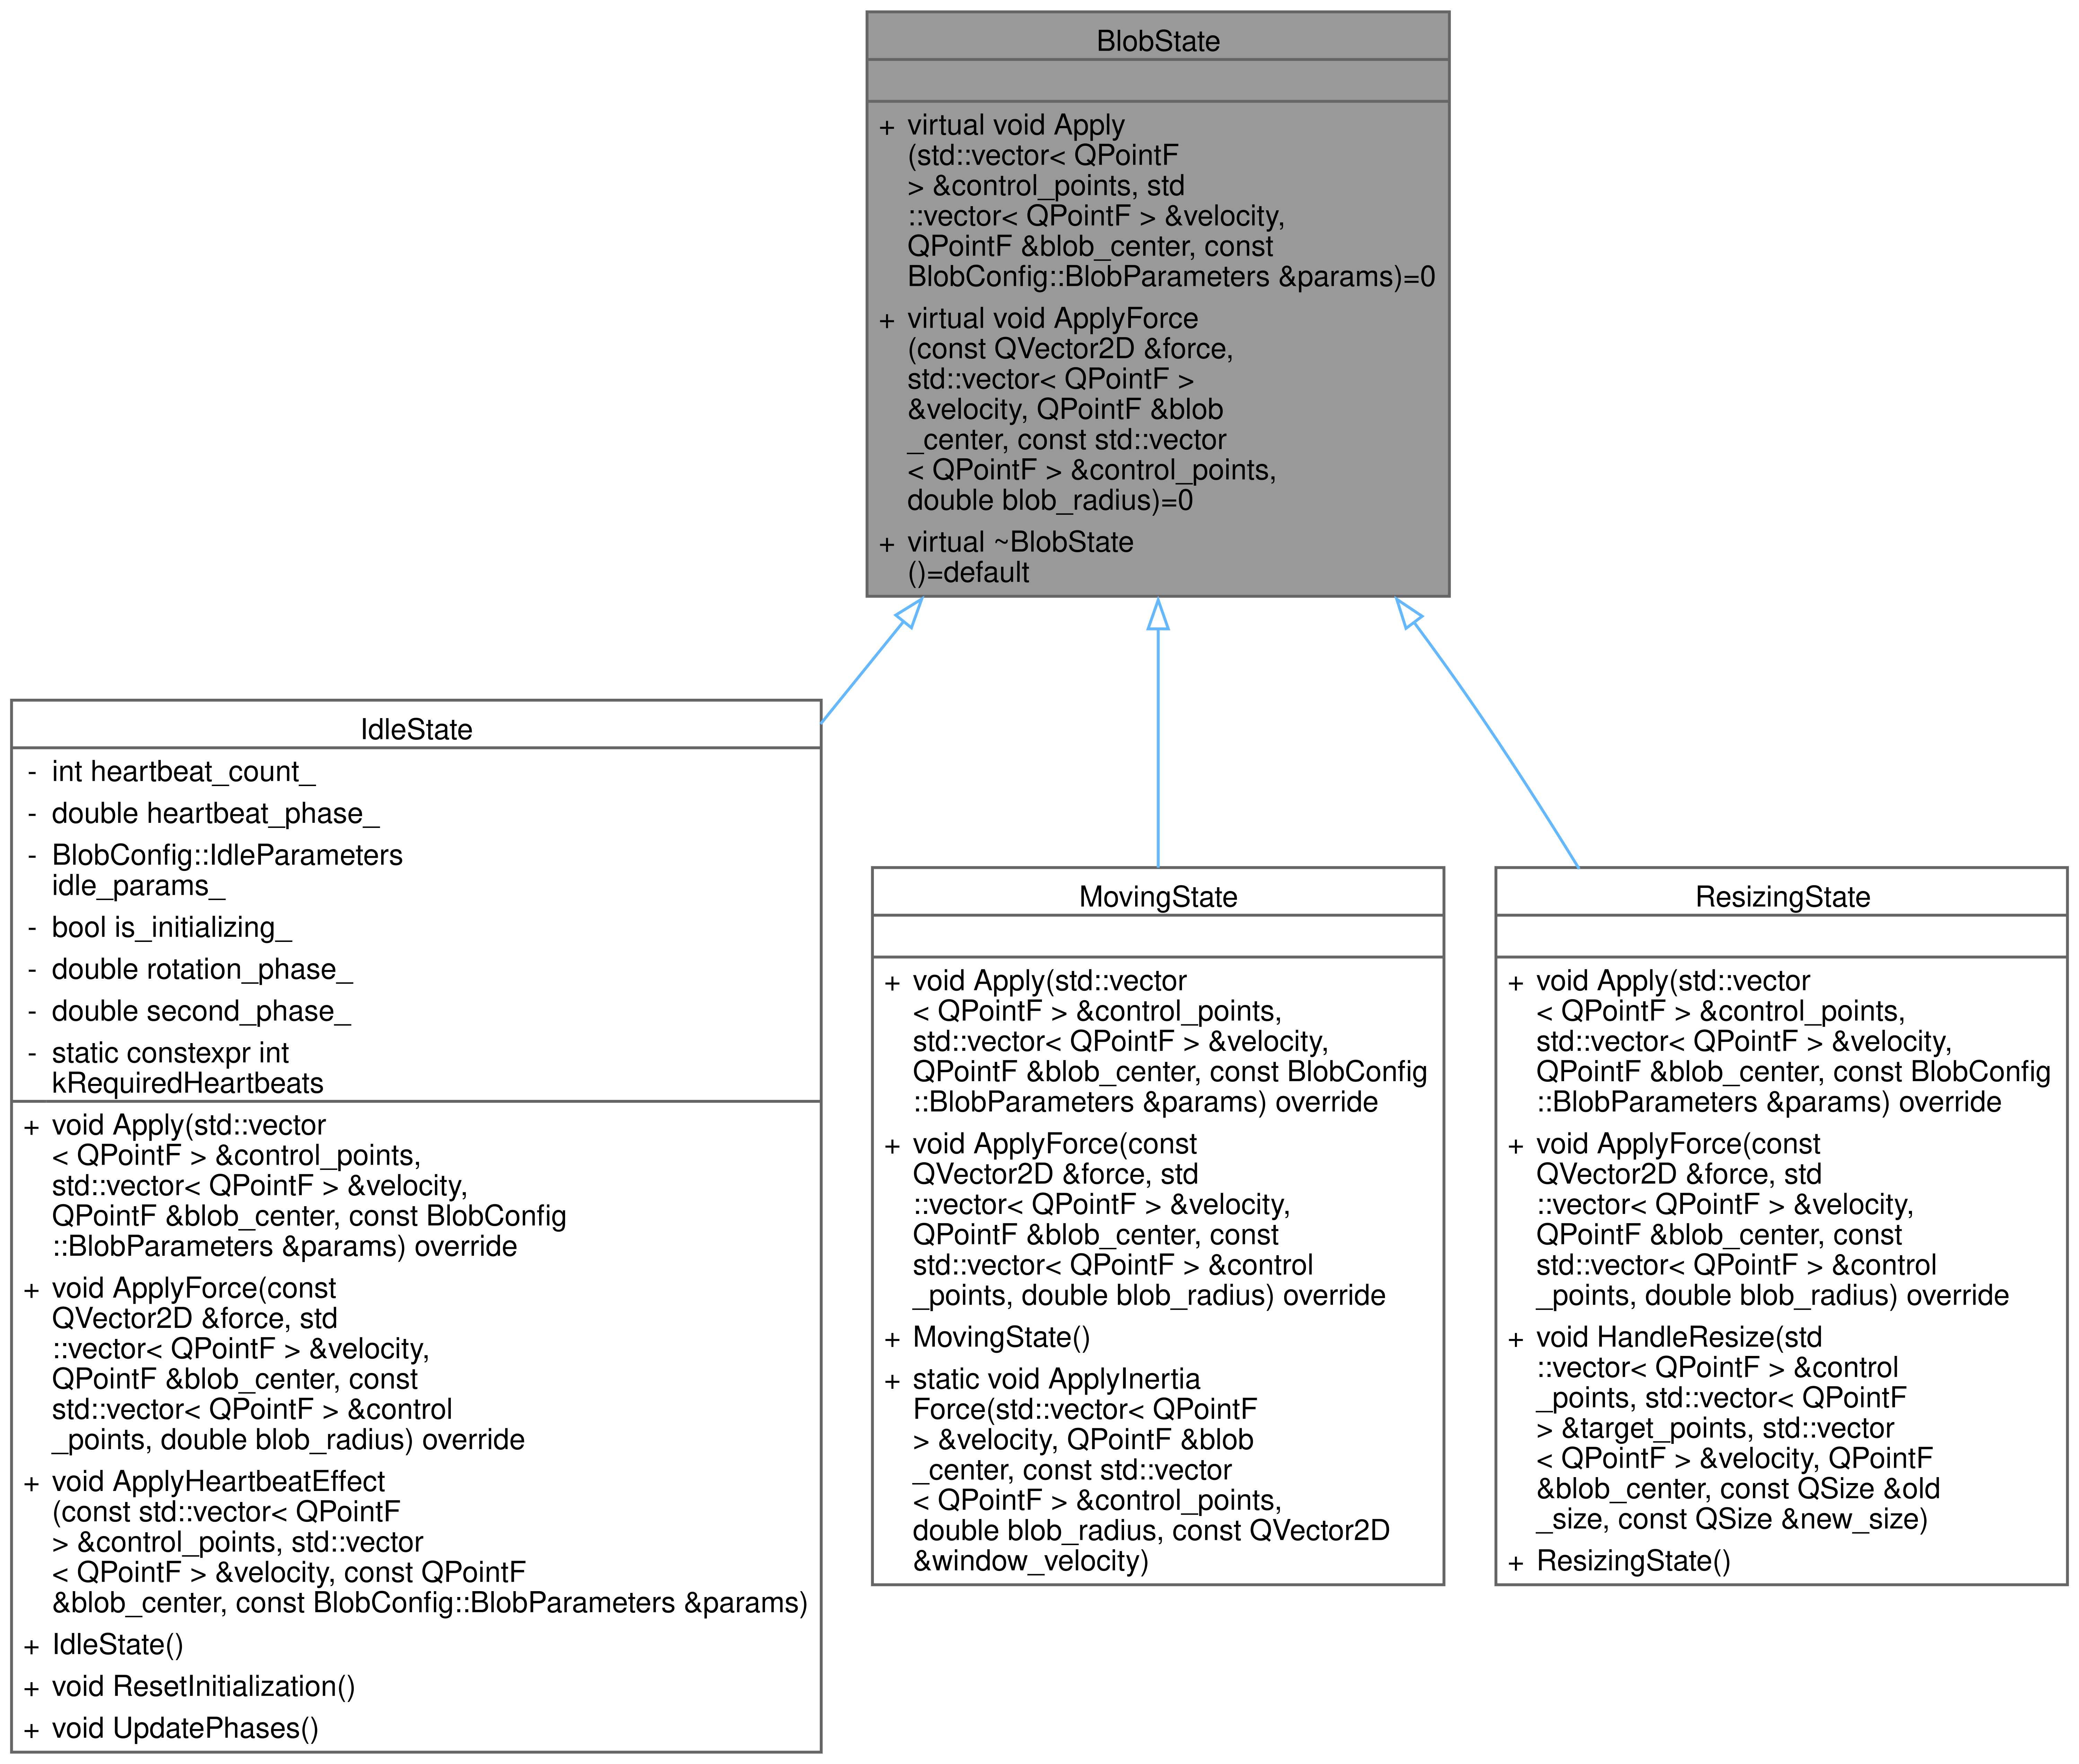 BlobState
+ virtual void Apply
(std::vector< QPointF
> &control_points, std
::vector< QPointF > &velocity,
QPointF &blob_center, const
BlobConfig::BlobParameters &params)=0
+ virtual void ApplyForce
(const QVector2D &force,
std::vector< QPointF >
&velocity, QPointF &blob
_center, const std::vector
< QPointF > &control_points,
double blob_radius)=0
+ virtual ~BlobState
()=default
IdleState
- int heartbeat_count_
- double heartbeat_phase_
- BlobConfig::IdleParameters
idle_params_
- bool is_initializing_
- double rotation_phase_
- double second_phase_
- static constexpr int
kRequiredHeartbeats
+ void Apply(std::vector
< QPointF > &control_points,
std::vector< QPointF > &velocity,
QPointF &blob_center, const BlobConfig
::BlobParameters &params) override
+ void ApplyForce(const
QVector2D &force, std
::vector< QPointF > &velocity,
QPointF &blob_center, const
std::vector< QPointF > &control
_points, double blob_radius) override
+ void ApplyHeartbeatEffect
(const std::vector< QPointF
> &control_points, std::vector
< QPointF > &velocity, const QPointF
&blob_center, const BlobConfig::BlobParameters &params)
+ IdleState()
+ void ResetInitialization()
+ void UpdatePhases()
MovingState
+ void Apply(std::vector
< QPointF > &control_points,
std::vector< QPointF > &velocity,
QPointF &blob_center, const BlobConfig
::BlobParameters &params) override
+ void ApplyForce(const
QVector2D &force, std
::vector< QPointF > &velocity,
QPointF &blob_center, const
std::vector< QPointF > &control
_points, double blob_radius) override
+ MovingState()
+ static void ApplyInertia
Force(std::vector< QPointF
> &velocity, QPointF &blob
_center, const std::vector
< QPointF > &control_points,
double blob_radius, const QVector2D
&window_velocity)
ResizingState
+ void Apply(std::vector
< QPointF > &control_points,
std::vector< QPointF > &velocity,
QPointF &blob_center, const BlobConfig
::BlobParameters &params) override
+ void ApplyForce(const
QVector2D &force, std
::vector< QPointF > &velocity,
QPointF &blob_center, const
std::vector< QPointF > &control
_points, double blob_radius) override
+ void HandleResize(std
::vector< QPointF > &control
_points, std::vector< QPointF
> &target_points, std::vector
< QPointF > &velocity, QPointF
&blob_center, const QSize &old
_size, const QSize &new_size)
+ ResizingState()